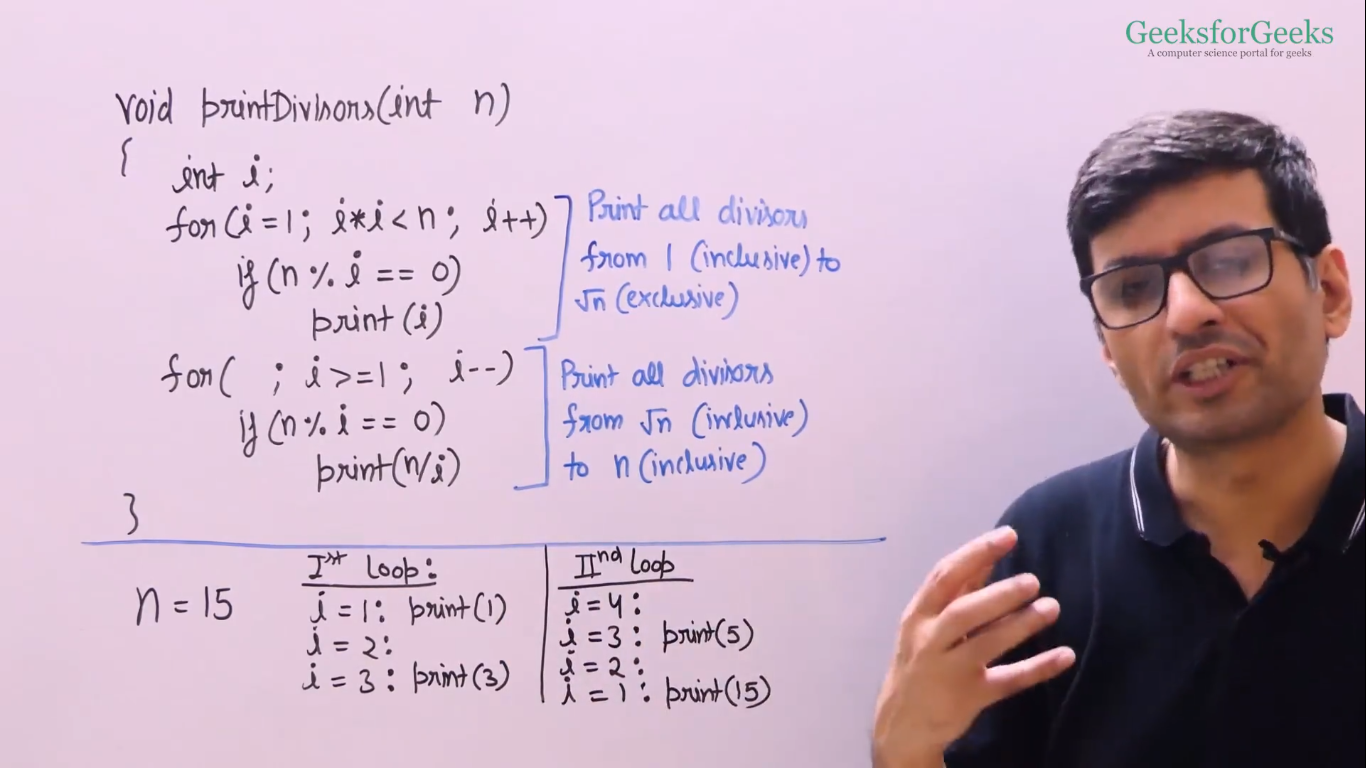 GeeksforGeeks
A computer science portal for geeks
void printDivisors(int n)
{
int i;
for(i=1; i*i<n; i++)
if(n % i == 0)
print(i)
for( ; i>=1; i--)
if(n % i == 0)
print(n/i)
}
Print all divisors
from 1 (inclusive) to
√n (exclusive)
Print all divisors
from √n (inclusive)
to n (inclusive)
n = 15
Ist Loop:
i = 1: print(1)
i = 2:
i = 3: print(3)
IInd Loop
i = 4:
i = 3: print(5)
i = 2:
i = 1: print(15)